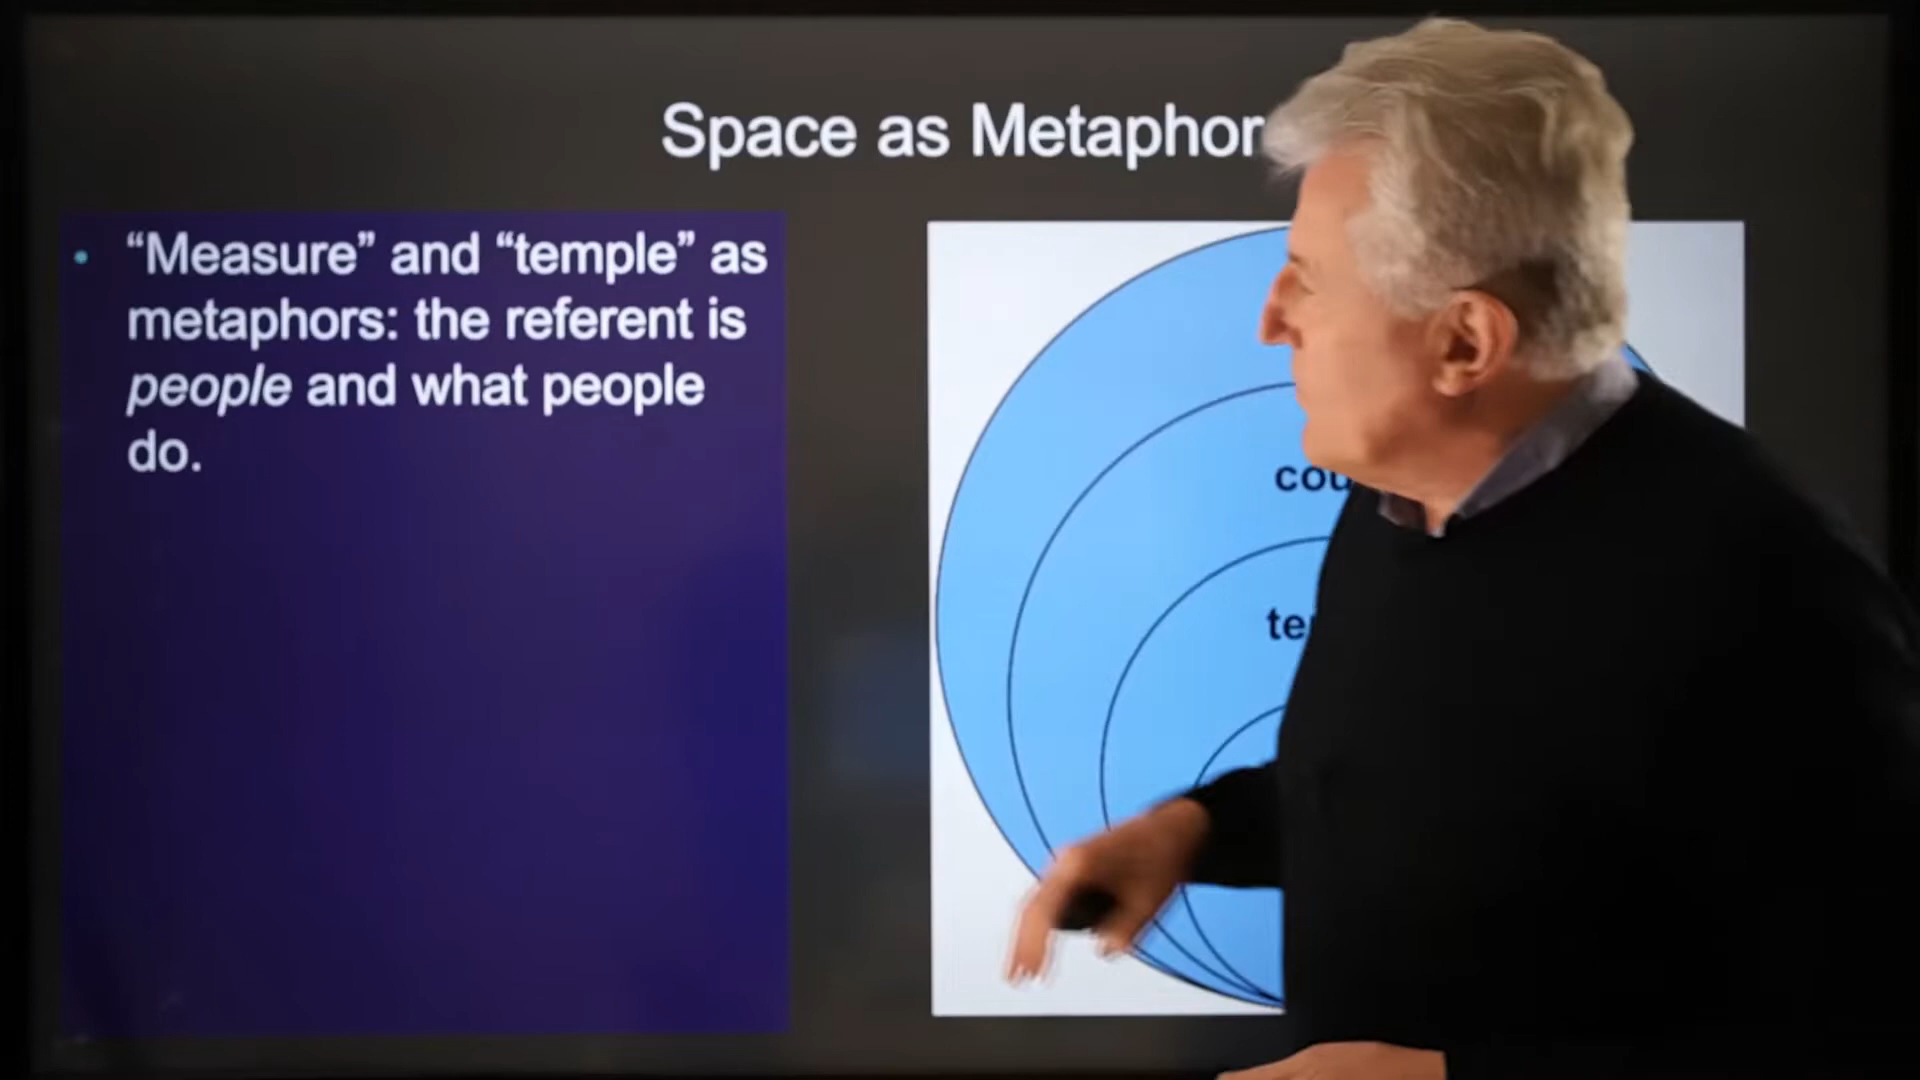 Space as Metaphor
“Measure” and “temple” as
metaphors: the referent is
people and what people
do.